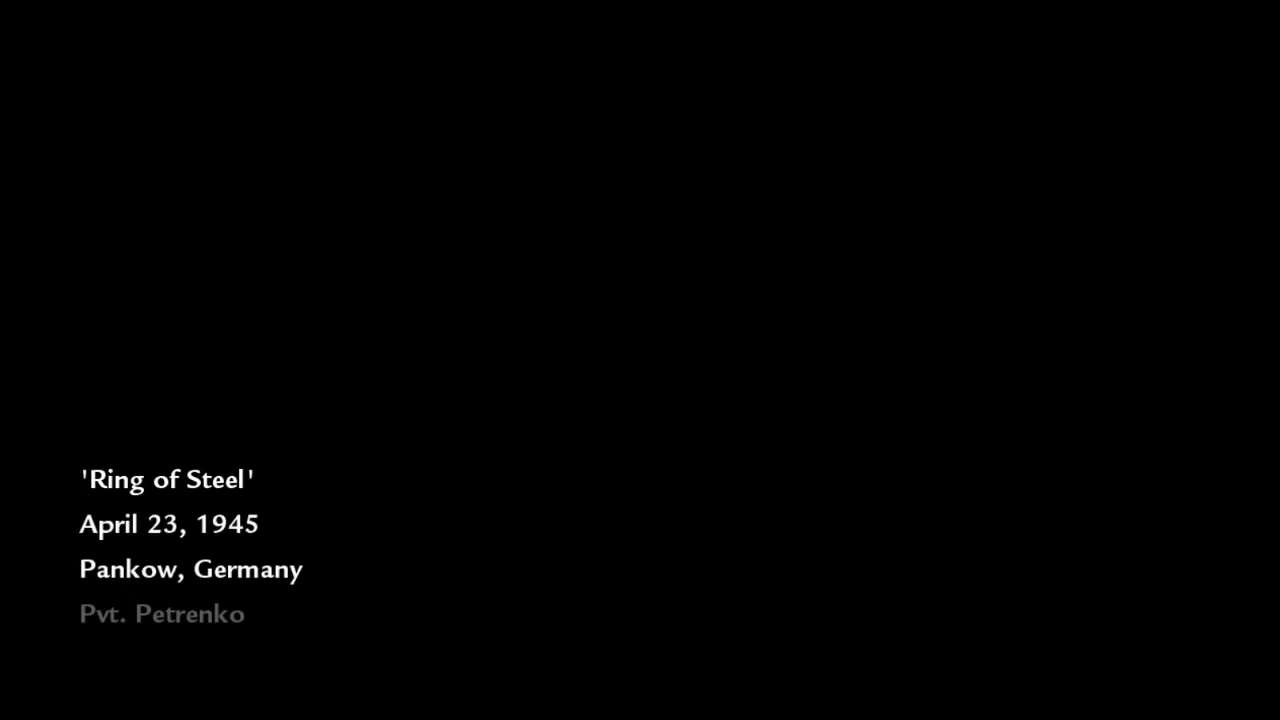 'Ring of Steel'
April 23, 1945
Pankow, Germany
Pvt. Petrenko